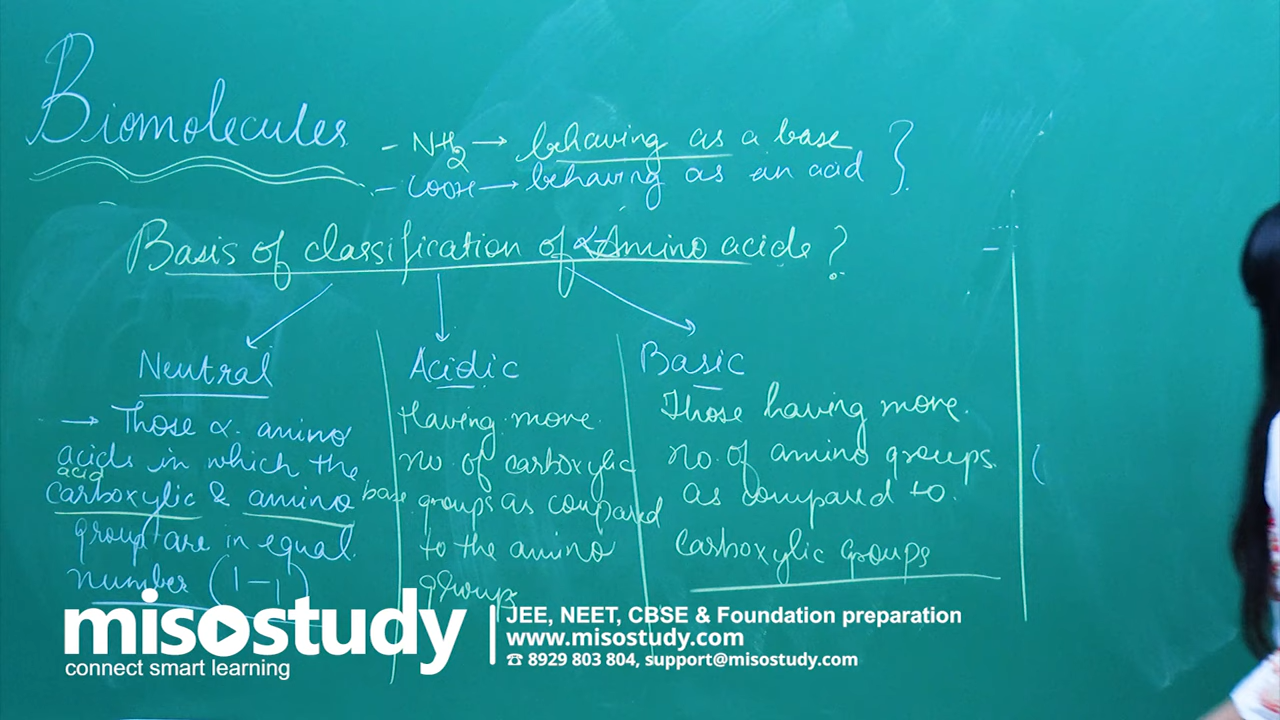 Biomolecules
- NH2 → behaving as a base
- COOH → behaving as an acid }
Basis of classification of α-Amino acids ?
Neutral
→ Those α-amino
acids in which the
acid base
carboxylic & amino
group are in equal
number (1-1)
Acidic
Having more
no. of carboxylic
groups as compared
to the amino
groups
Basic
Those having more
no. of amino groups
as compared to
carboxylic groups
misostudy
connect smart learning
JEE, NEET, CBSE & Foundation preparation
www.misostudy.com
☎ 8929 803 804, support@misostudy.com